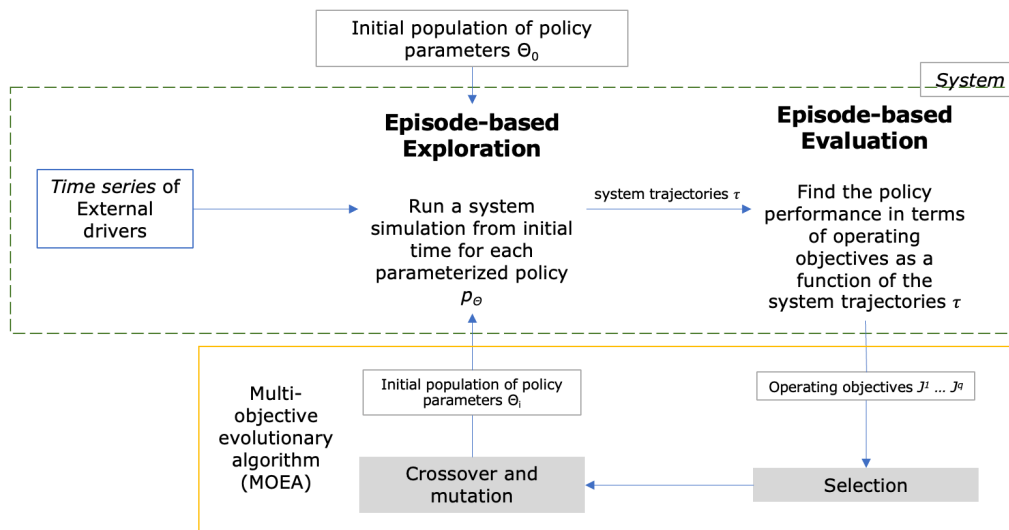 Initial population of policy
parameters Θ₀
System
Episode-based
Exploration
Episode-based
Evaluation
Time series of
External
drivers
Run a system
simulation from initial
time for each
parameterized policy
pΘ
system trajectories τ
Find the policy
performance in terms
of operating
objectives as a
function of the
system trajectories τ
Multi-
objective
evolutionary
algorithm
(MOEA)
Initial population of policy
parameters Θᵢ
Operating objectives J¹ ... J^q
Crossover and
mutation
Selection